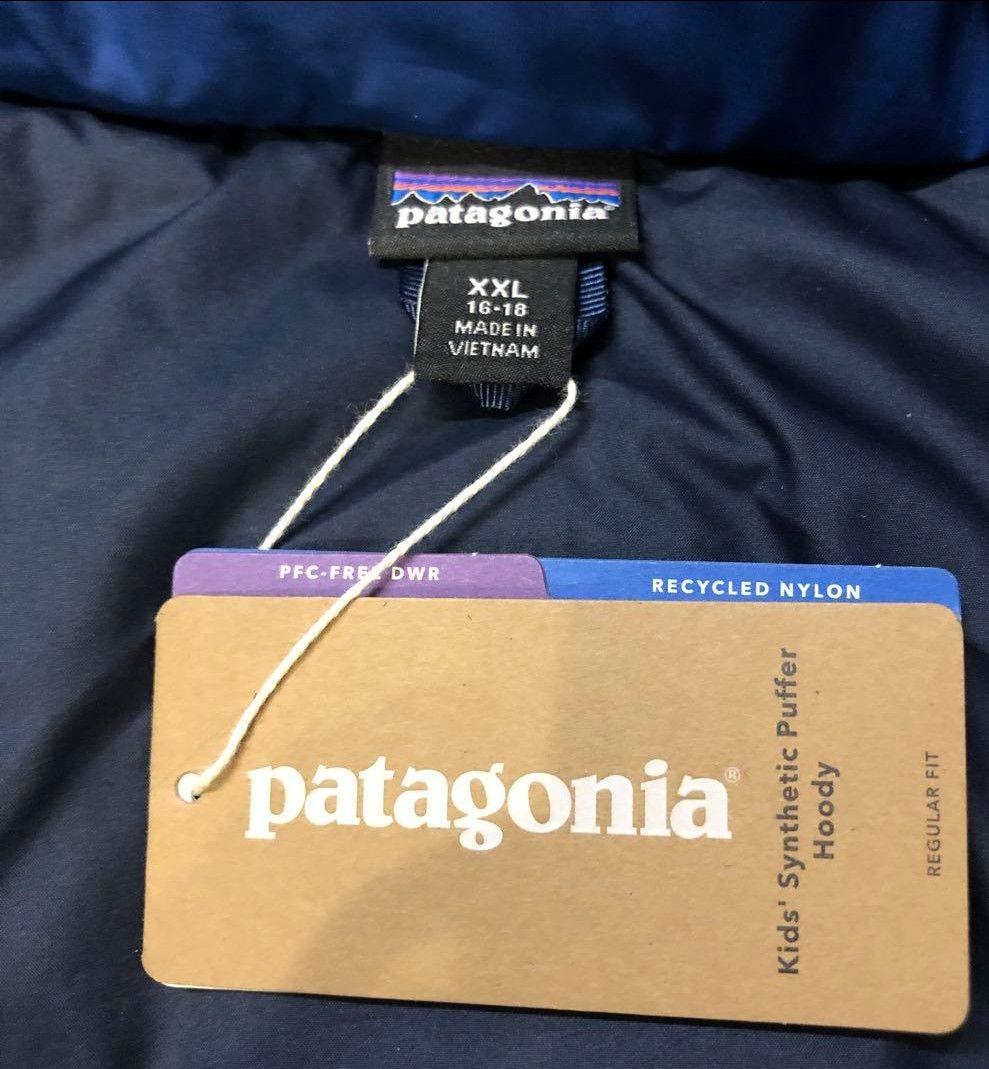 patagonia
XXL
16-18
MADE IN
VIETNAM
PFC-FREE DWR
RECYCLED NYLON
patagonia®
Kids' Synthetic Puffer
Hoody
REGULAR FIT